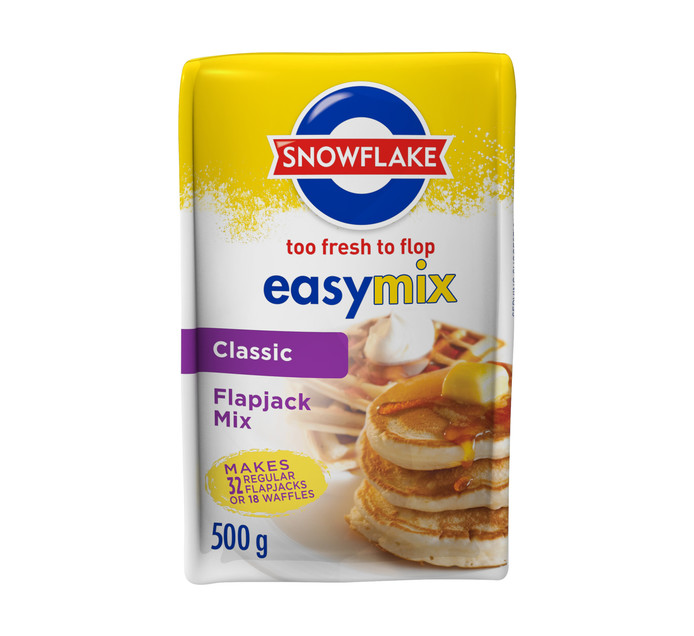 SNOWFLAKE
too fresh to flop
easymix
Classic
Flapjack
Mix
MAKES
32 REGULAR
FLAPJACKS
OR 18 WAFFLES
500 g